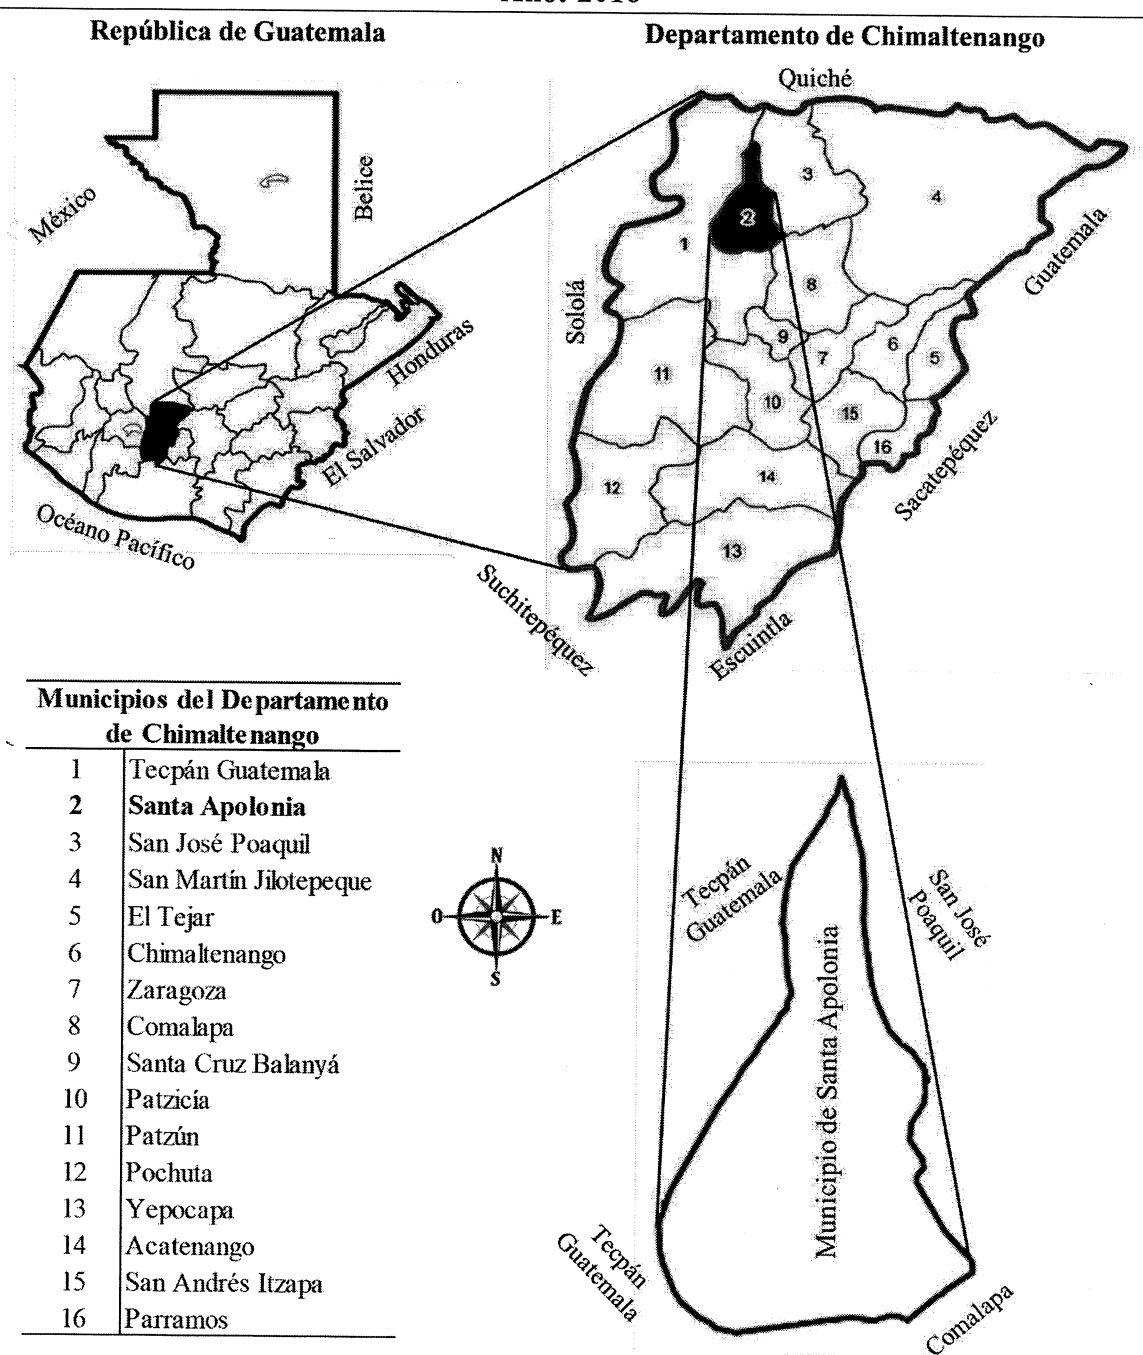 República de Guatemala
Departamento de Chimaltenango
México
Belice
Honduras
El Salvador
Océano Pacífico
Quiché
Guatemala
Sololá
Sacatepéquez
Suchitepéquez
Escuintla
1
2
3
4
8
9
7
6
5
11
10
15
16
12
14
13
Municipios del Departamento
de Chimaltenango
1 Tecpán Guatemala
2 Santa Apolonia
3 San José Poaquil
4 San Martín Jilotepeque
5 El Tejar
6 Chimaltenango
7 Zaragoza
8 Comalapa
9 Santa Cruz Balanyá
10 Patzicía
11 Patzún
12 Pochuta
13 Yepocapa
14 Acatenango
15 San Andrés Itzapa
16 Parramos
N
O
E
S
Tecpán
Guatemala
San José
Poaquil
Municipio de Santa Apolonia
Tecpán
Guatemala
Comalapa